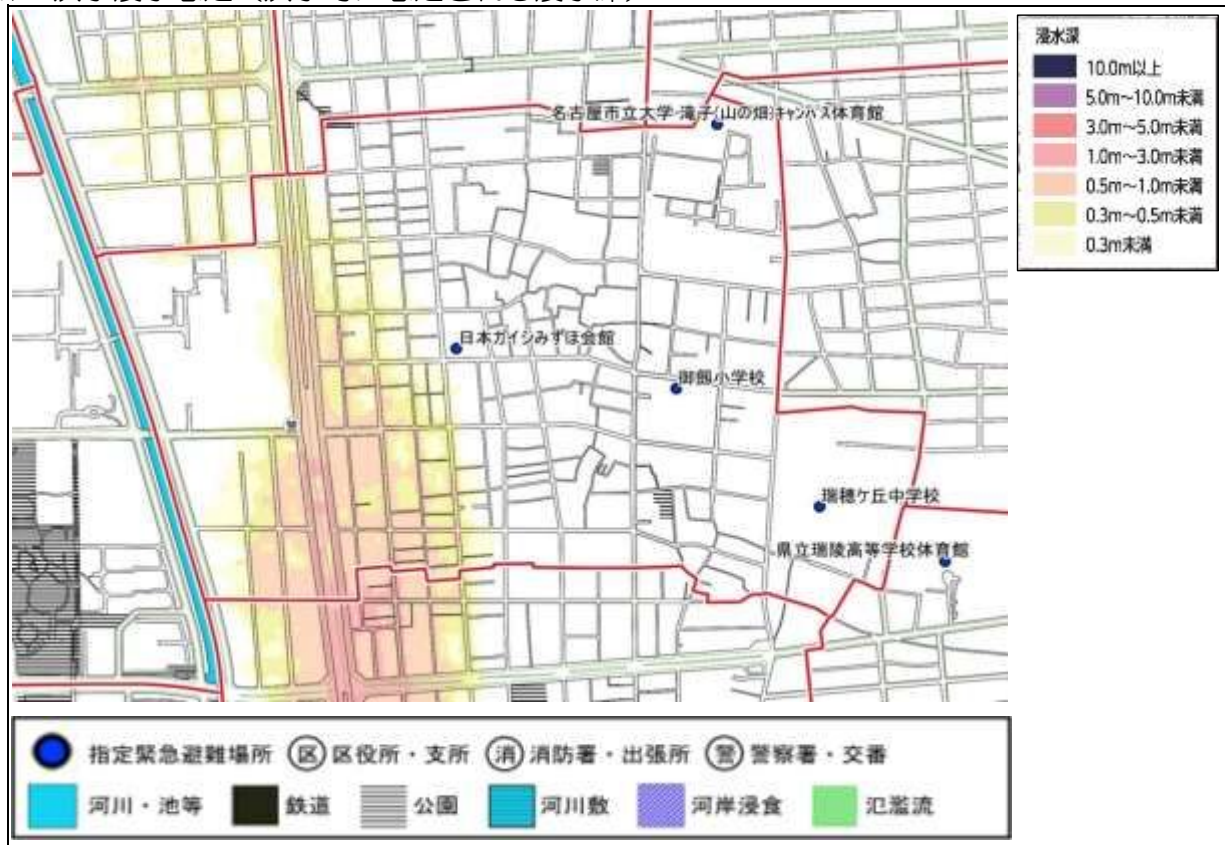 浸水深
10.0m以上
5.0m～10.0m未満
3.0m～5.0m未満
1.0m～3.0m未満
0.5m～1.0m未満
0.3m～0.5m未満
0.3m未満
名古屋市立大学 滝子(山の畑)キャンパス体育館
日本ガイシみずほ会館
御劔小学校
瑞穂ケ丘中学校
県立瑞陵高等学校体育館
指定緊急避難場所 区 区役所・支所 消 消防署・出張所 警 警察署・交番
河川・池等 鉄道 公園 河川敷 河岸浸食 氾濫流